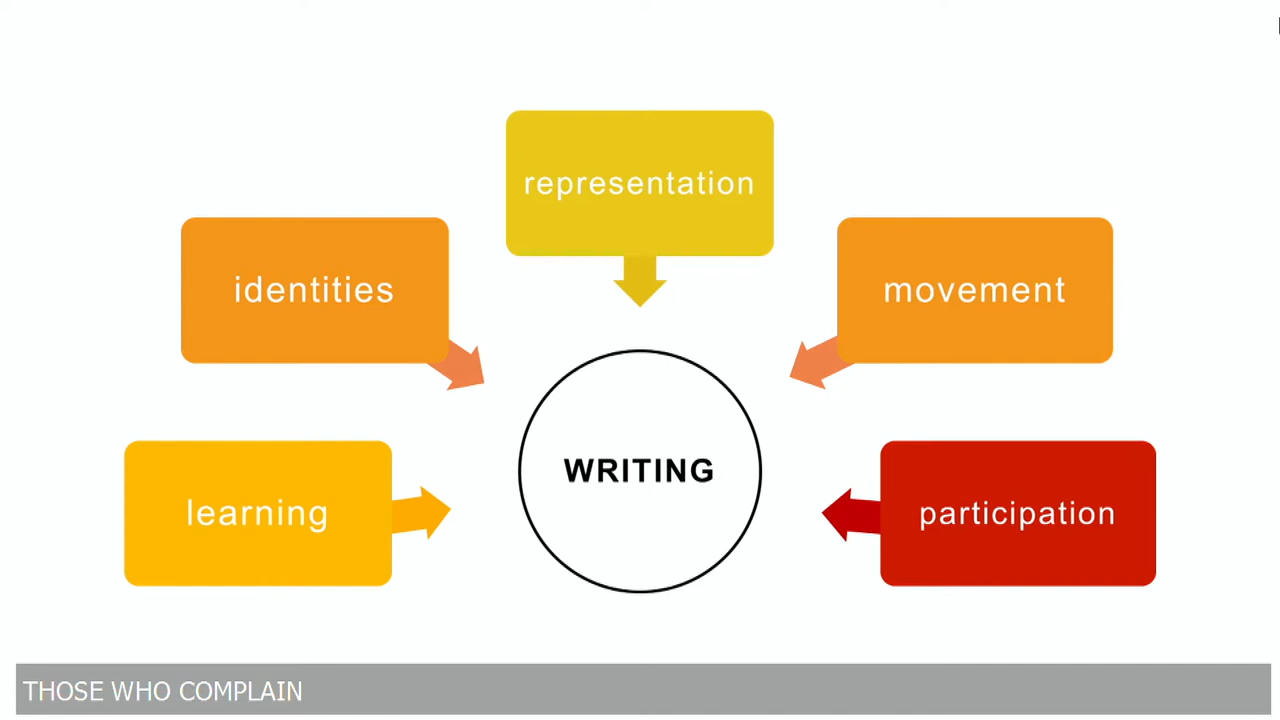 representation
identities
movement
WRITING
learning
participation
THOSE WHO COMPLAIN